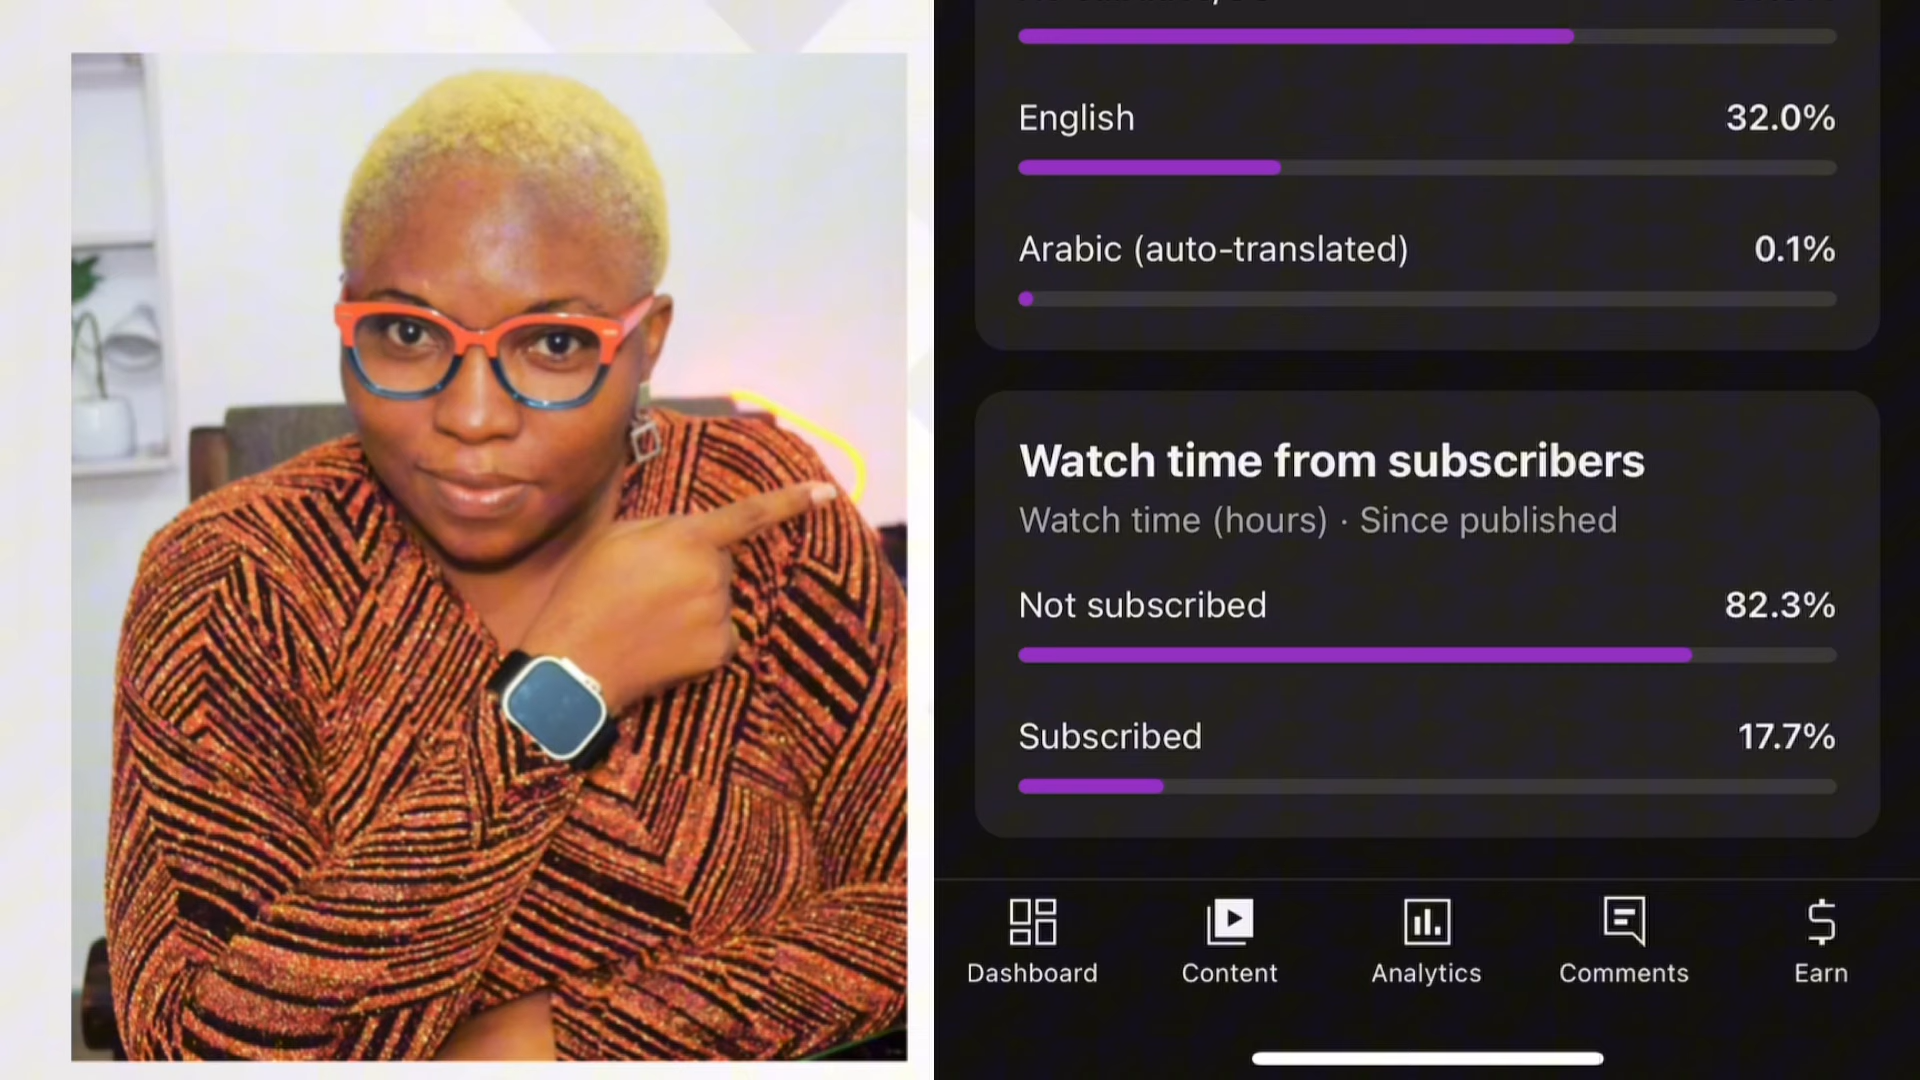 English
32.0%
Arabic (auto-translated)
0.1%
Watch time from subscribers
Watch time (hours) · Since published
Not subscribed
82.3%
Subscribed
17.7%
Dashboard
Content
Analytics
Comments
Earn